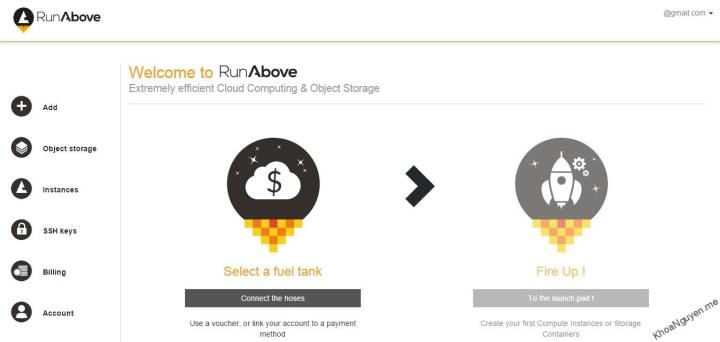 RunAbove
@gmail.com
Welcome to RunAbove
Extremely efficient Cloud Computing & Object Storage
Add
Object storage
Instances
SSH keys
Billing
Account
$
Select a fuel tank
Connect the hoses
Use a voucher, or link your account to a payment
method
Fire Up !
To the launch pad !
Create your first Compute Instances or Storage
Containers
KhoaNguyen.me